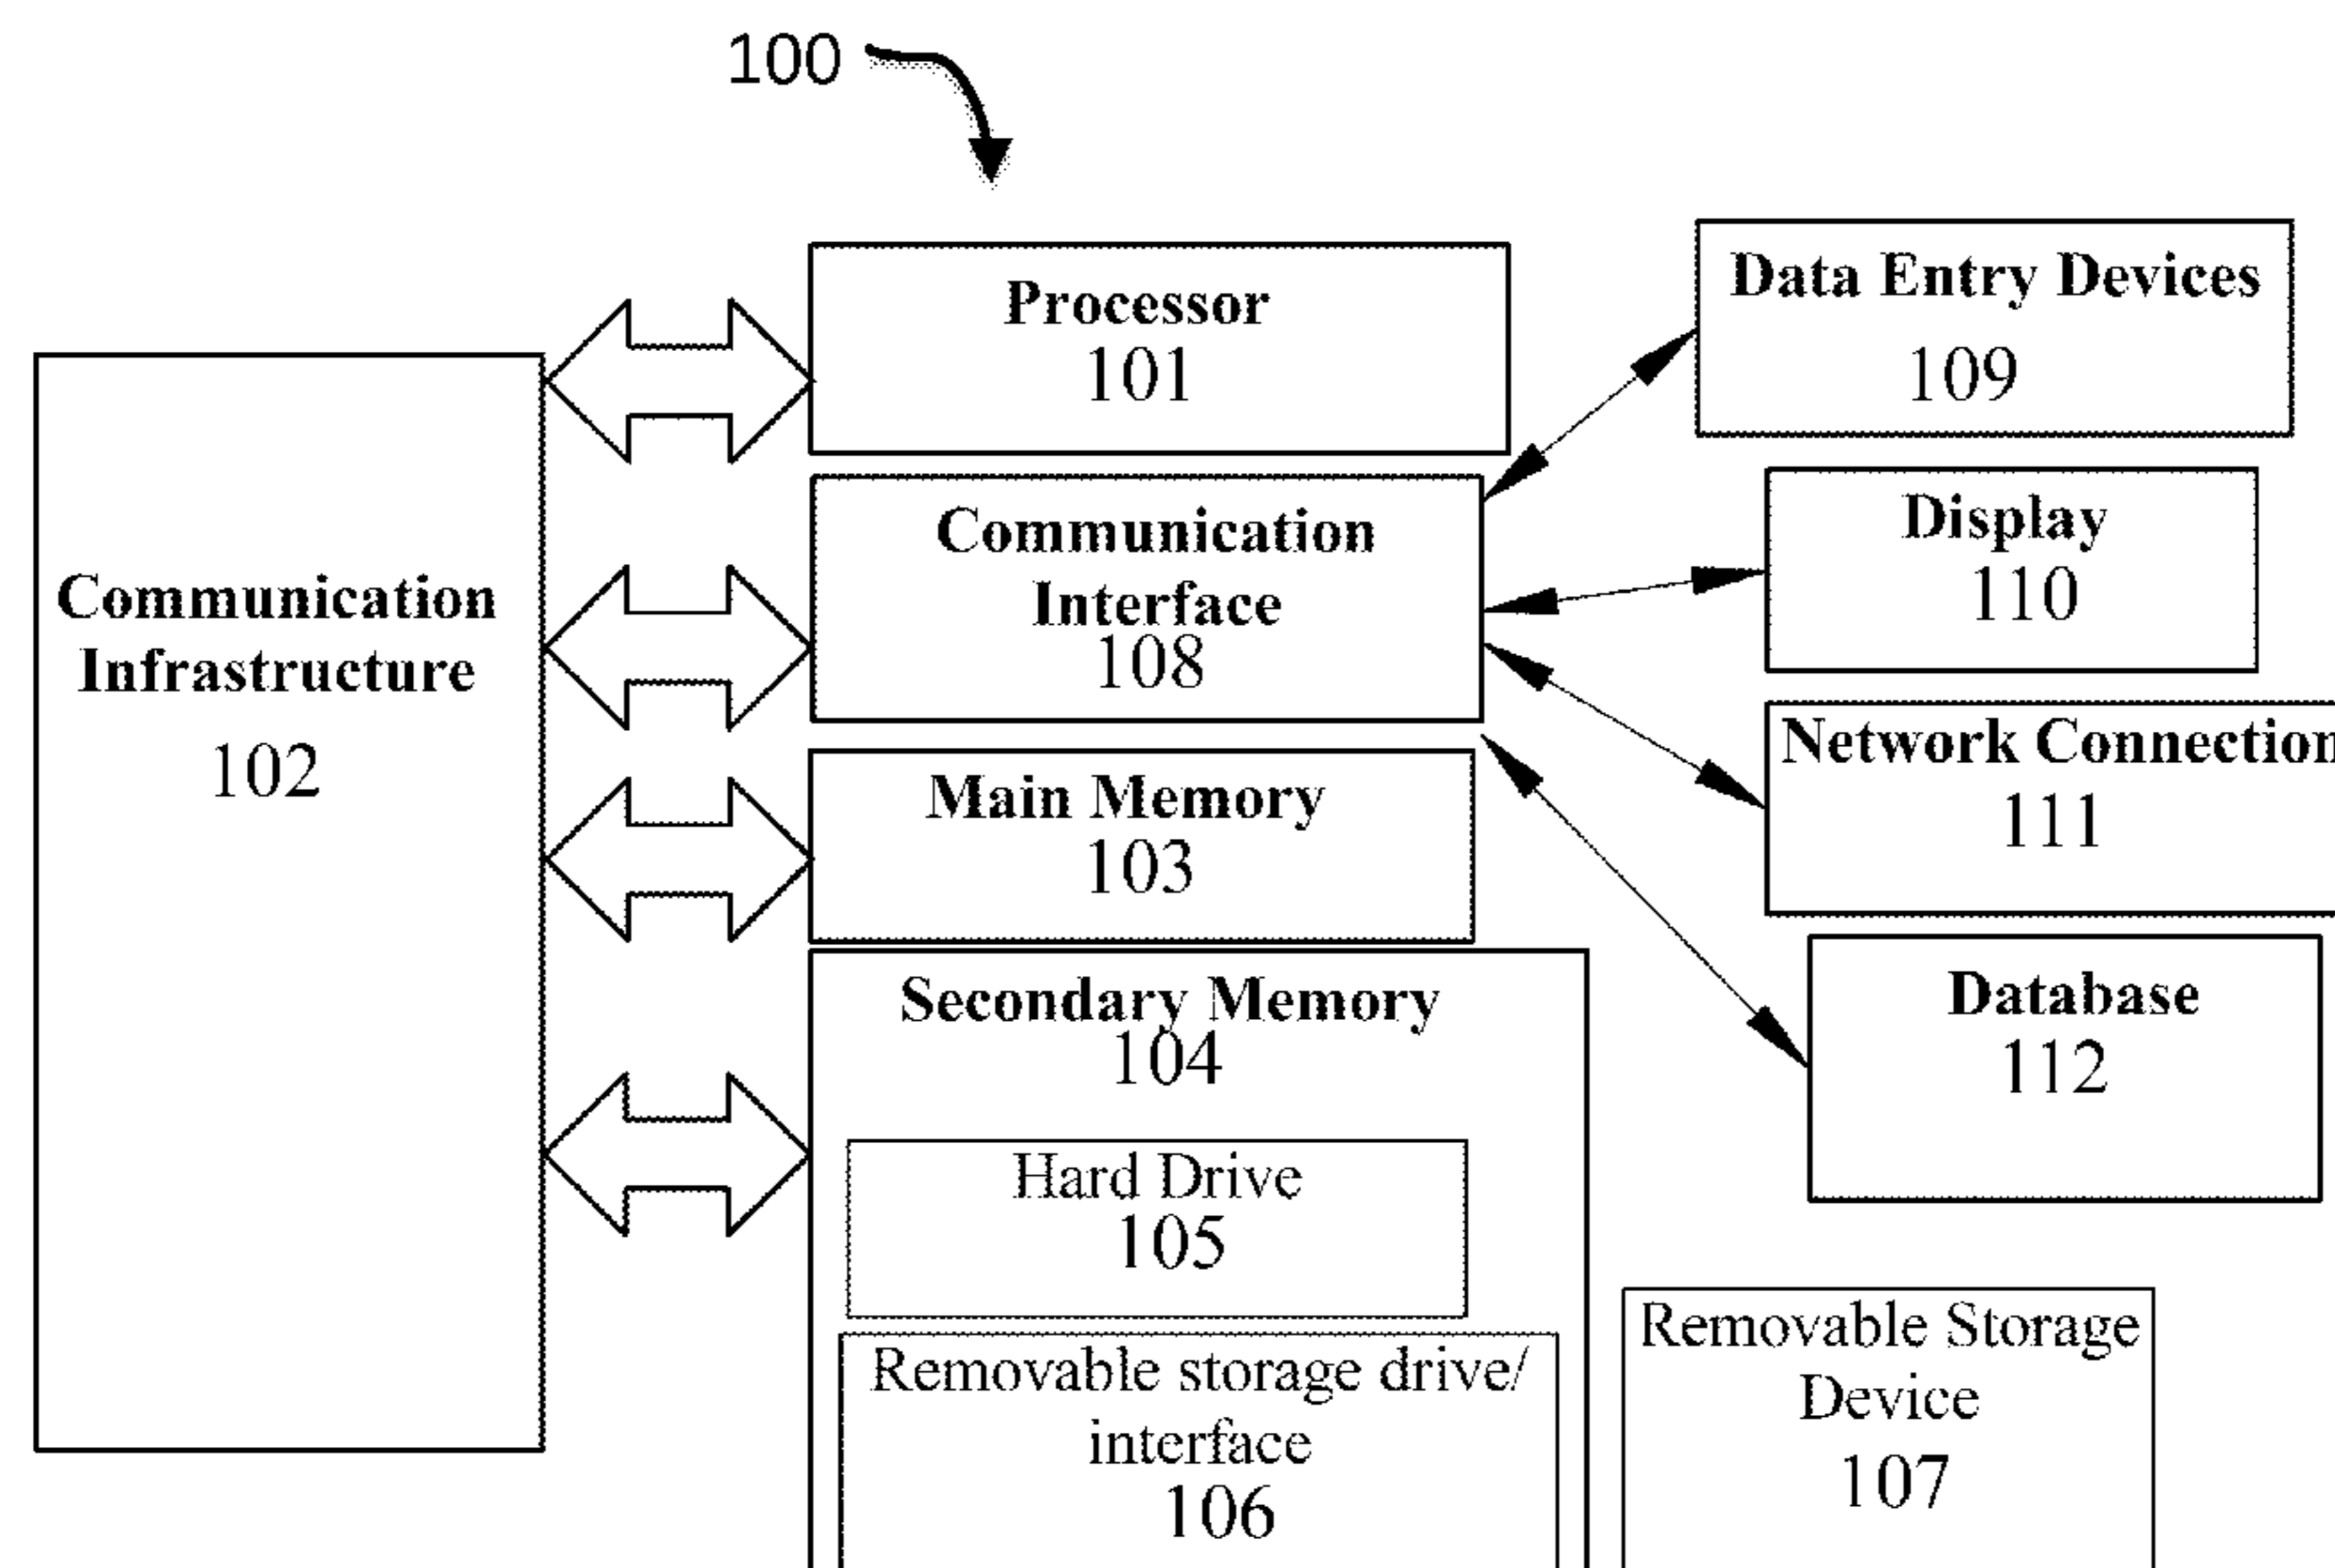 100
Processor
101
Data Entry Devices
109
Communication
Infrastructure
102
Communication
Interface
108
Display
110
Network Connection
111
Main Memory
103
Database
112
Secondary Memory
104
Hard Drive
105
Removable storage drive/
interface
106
Removable Storage
Device
107